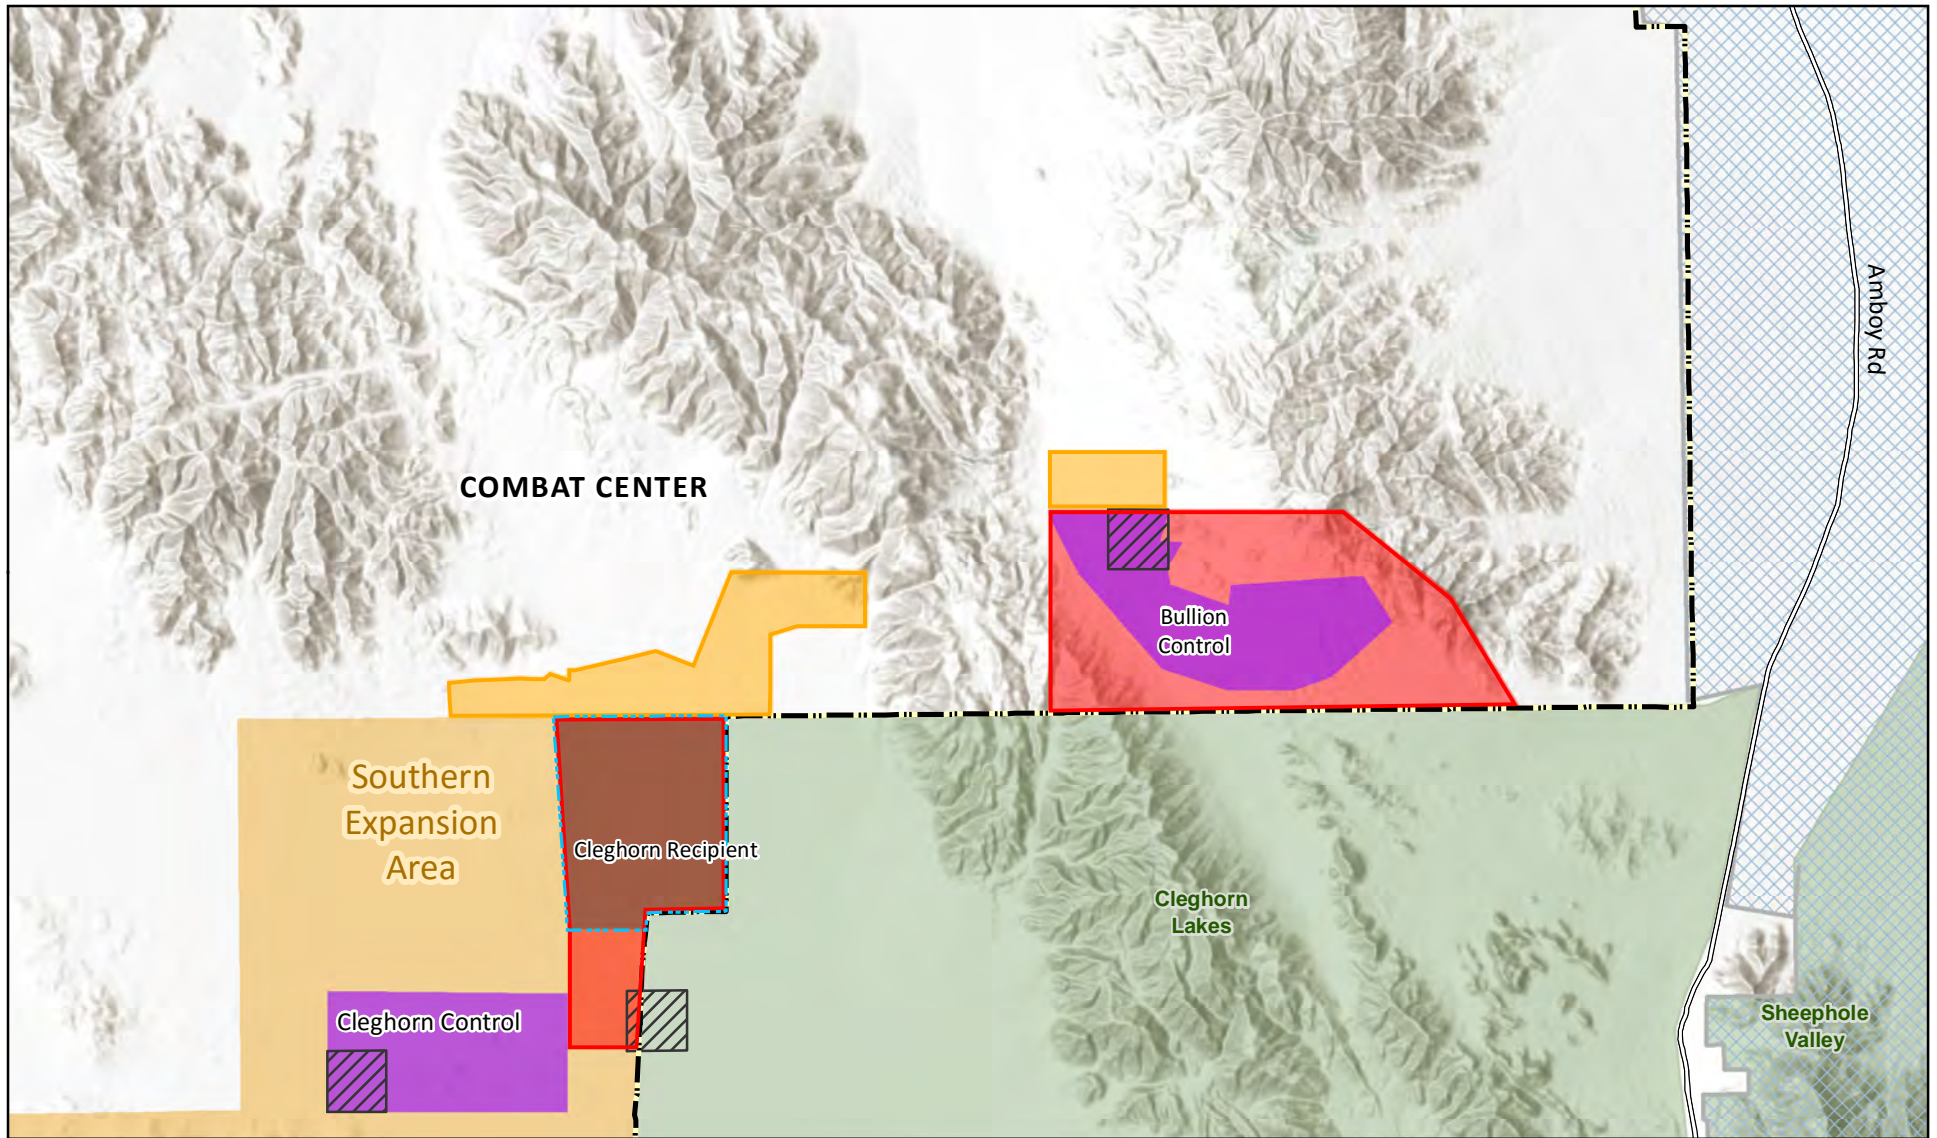 Amboy Rd
COMBAT CENTER
Bullion
Control
Southern
Expansion
Area
Cleghorn Recipient
Cleghorn
Lakes
Cleghorn Control
Sheephole
Valley